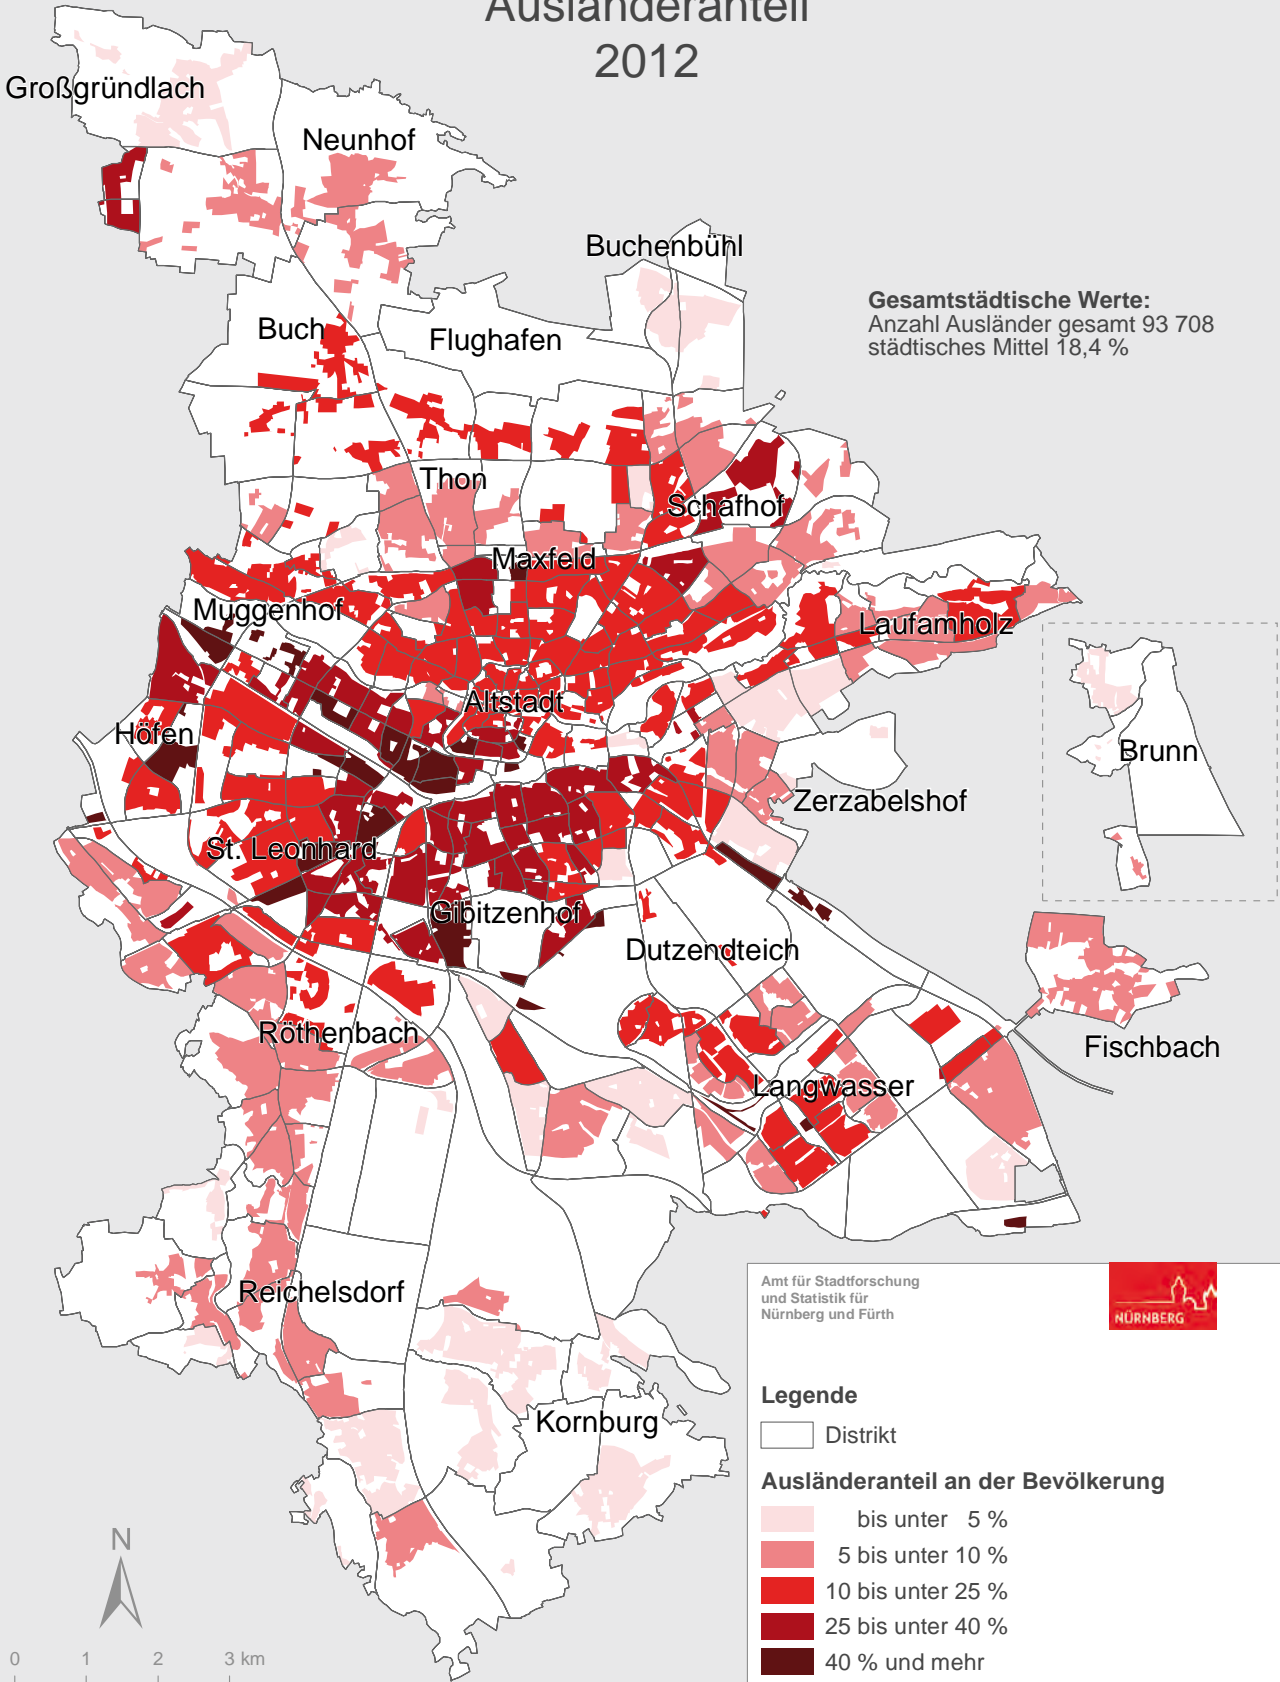 Ausländeranteil
2012
Großgründlach
Neunhof
Buchenbühl
Gesamtstädtische Werte:
Anzahl Ausländer gesamt 93 708
städtisches Mittel 18,4 %
Buch
Flughafen
Thon
Schafhof
Maxfeld
Muggenhof
Laufamholz
Altstadt
Höfen
Brunn
Zerzabelshof
St. Leonhard
Gibitzenhof
Dutzendteich
Röthenbach
Fischbach
Langwasser
Reichelsdorf
Kornburg
Amt für Stadtforschung
und Statistik für
Nürnberg und Fürth
NÜRNBERG
Legende
Distrikt
Ausländeranteil an der Bevölkerung
bis unter 5 %
5 bis unter 10 %
10 bis unter 25 %
25 bis unter 40 %
40 % und mehr
N
0 1 2 3 km